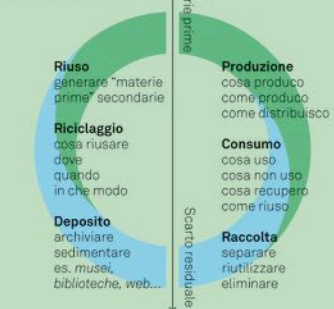 rie prime
Riuso
generare "materie
prime" secondarie
Riciclaggio
cosa riusare
dove
quando
in che modo
Deposito
archiviare
sedimentare
es. musei,
biblioteche, web...
Produzione
cosa produco
come produco
come distribuisco
Consumo
cosa uso
cosa non uso
cosa recupero
come riuso
Raccolta
separare
riutilizzare
eliminare
Scarto residuale